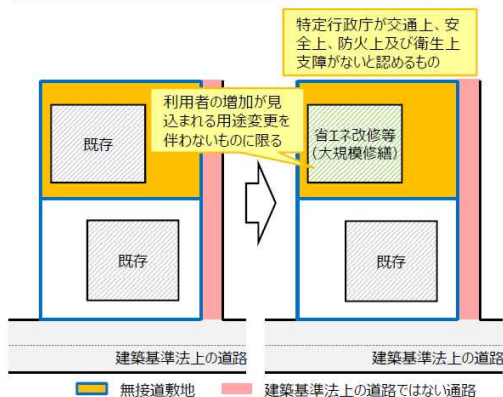 特定行政庁が交通上、安
全上、防火上及び衛生上
支障がないと認めるもの
利用者の増加が見
込まれる用途変更を
伴わないものに限る
既存
省エネ改修等
(大規模修繕)
既存
既存
建築基準法上の道路
建築基準法上の道路
無接道敷地
建築基準法上の道路ではない通路